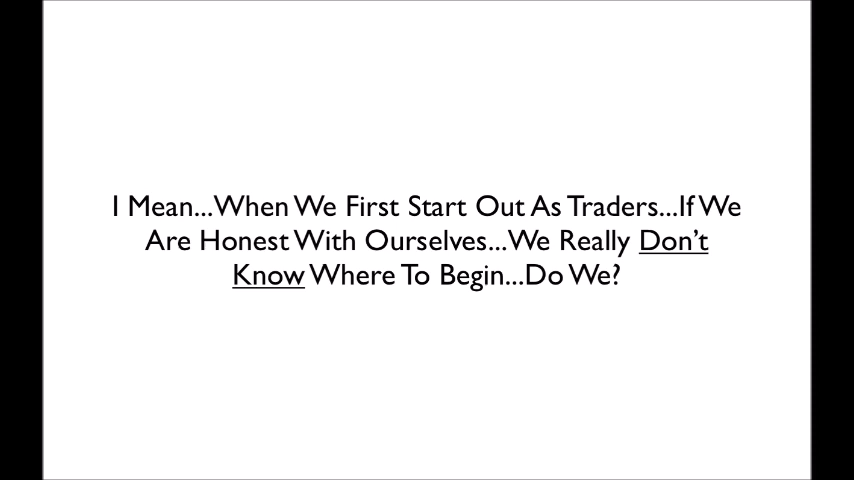 I Mean...When We First Start Out As Traders...If We
Are Honest With Ourselves...We Really Don't
Know Where To Begin...Do We?